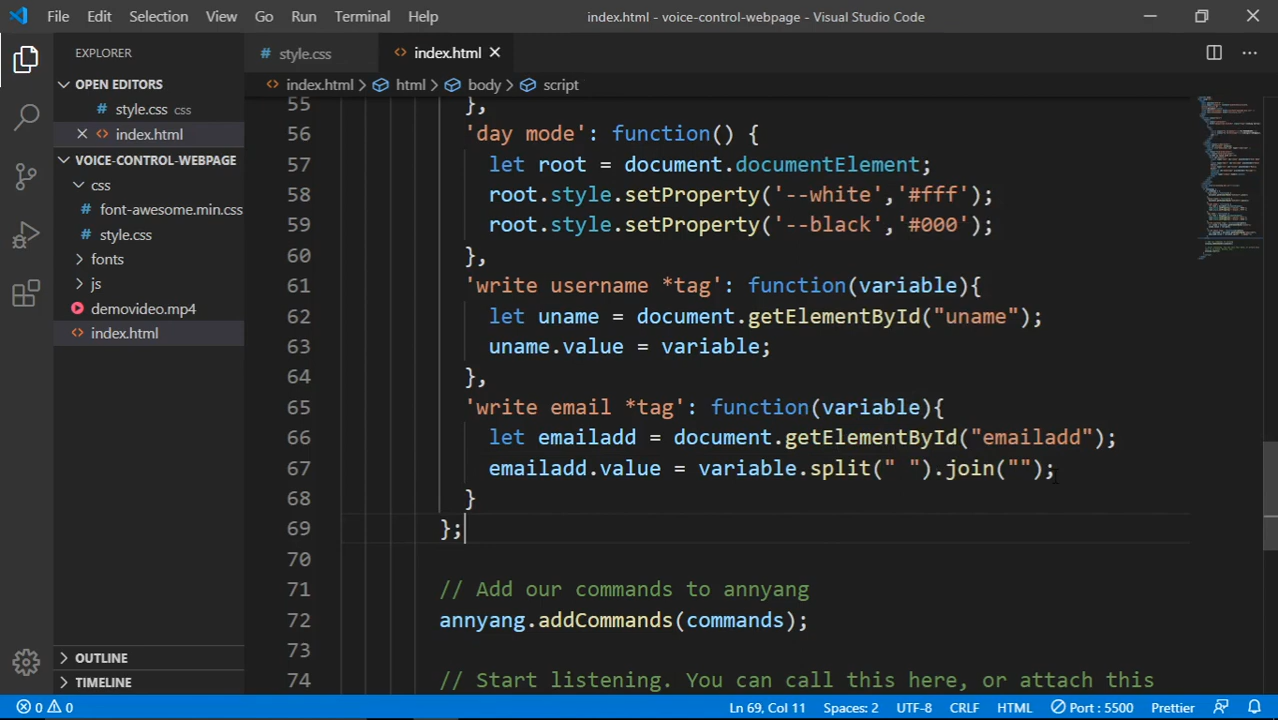 File Edit Selection View Go Run Terminal Help index.html - voice-control-webpage - Visual Studio Code
EXPLORER
OPEN EDITORS
# style.css css
<> index.html
VOICE-CONTROL-WEBPAGE
css
font-awesome.min.css
# style.css
fonts
js
demovideo.mp4
<> index.html
OUTLINE
TIMELINE
# style.css <> index.html
<> index.html > html > body > script
55 },
56 'day mode': function() {
57 let root = document.documentElement;
58 root.style.setProperty('--white','#fff');
59 root.style.setProperty('--black','#000');
60 },
61 'write username *tag': function(variable){
62 let uname = document.getElementById("uname");
63 uname.value = variable;
64 },
65 'write email *tag': function(variable){
66 let emailadd = document.getElementById("emailadd");
67 emailadd.value = variable.split(" ").join("");
68 }
69 };
70
71 // Add our commands to annyang
72 annyang.addCommands(commands);
73
74 // Start listening. You can call this here, or attach this
0 0 Ln 69, Col 11 Spaces: 2 UTF-8 CRLF HTML Port : 5500 Prettier